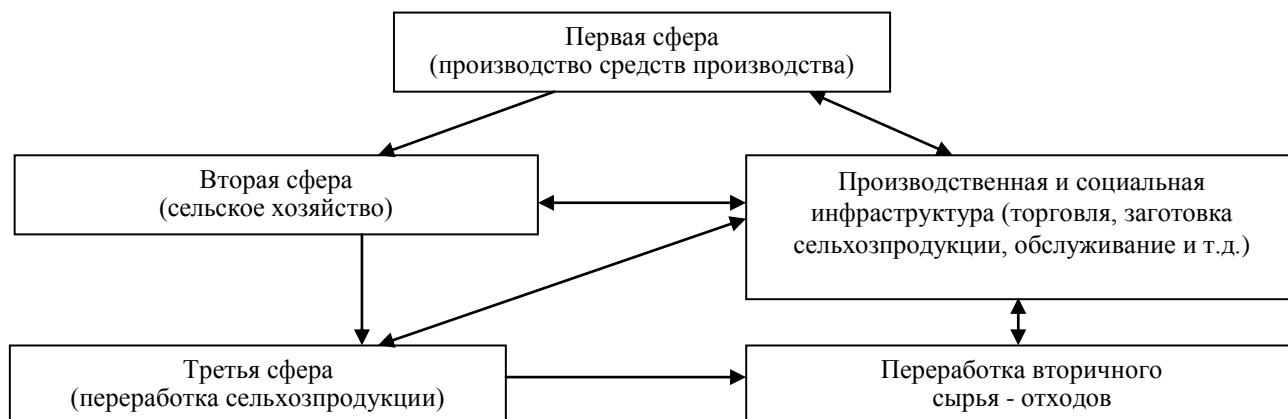 Первая сфера
(производство средств производства)
Вторая сфера
(сельское хозяйство)
Производственная и социальная
инфраструктура (торговля, заготовка
сельхозпродукции, обслуживание и т.д.)
Третья сфера
(переработка сельхозпродукции)
Переработка вторичного
сырья - отходов